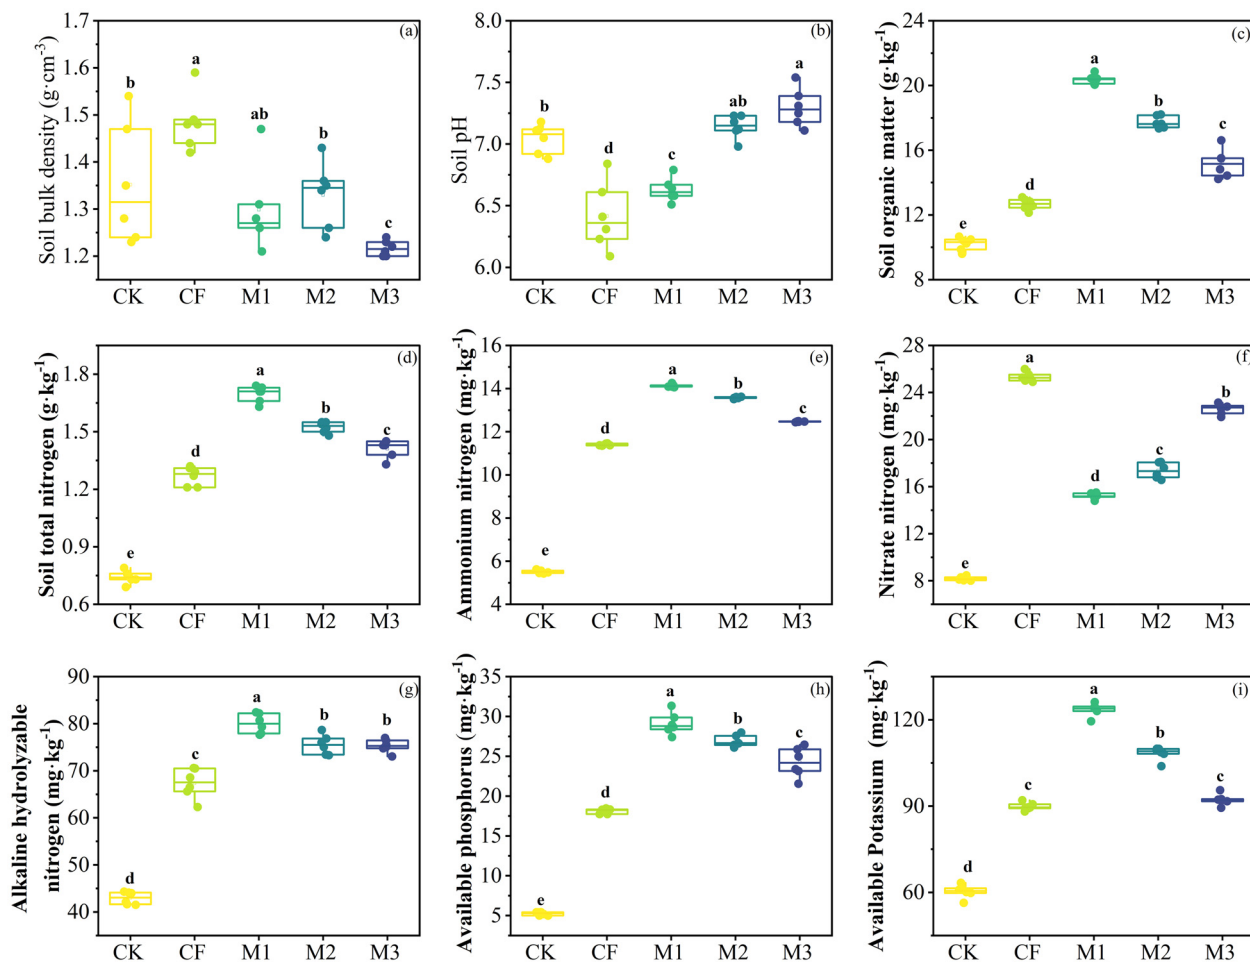 (a)
Soil bulk density (g·cm⁻³)
1.6
1.5
1.4
1.3
1.2
b
a
ab
b
c
CK CF M1 M2 M3
(b)
Soil pH
8.0
7.5
7.0
6.5
6.0
b
d
c
ab
a
CK CF M1 M2 M3
(c)
Soil organic matter (g·kg⁻¹)
24
20
16
12
8
e
d
a
b
c
CK CF M1 M2 M3
(d)
Soil total nitrogen (g·kg⁻¹)
1.8
1.5
1.2
0.9
0.6
e
d
a
b
c
CK CF M1 M2 M3
(e)
Ammonium nitrogen (mg·kg⁻¹)
16
14
12
10
8
6
4
e
d
a
b
c
CK CF M1 M2 M3
(f)
Nitrate nitrogen (mg·kg⁻¹)
28
24
20
16
12
8
e
a
d
c
b
CK CF M1 M2 M3
(g)
Alkaline hydrolyzable
nitrogen (mg·kg⁻¹)
90
80
70
60
50
40
d
c
a
b
b
CK CF M1 M2 M3
(h)
Available phosphorus (mg·kg⁻¹)
35
30
25
20
15
10
5
e
d
a
b
c
CK CF M1 M2 M3
(i)
Available Potassium (mg·kg⁻¹)
120
90
60
d
c
a
b
c
CK CF M1 M2 M3